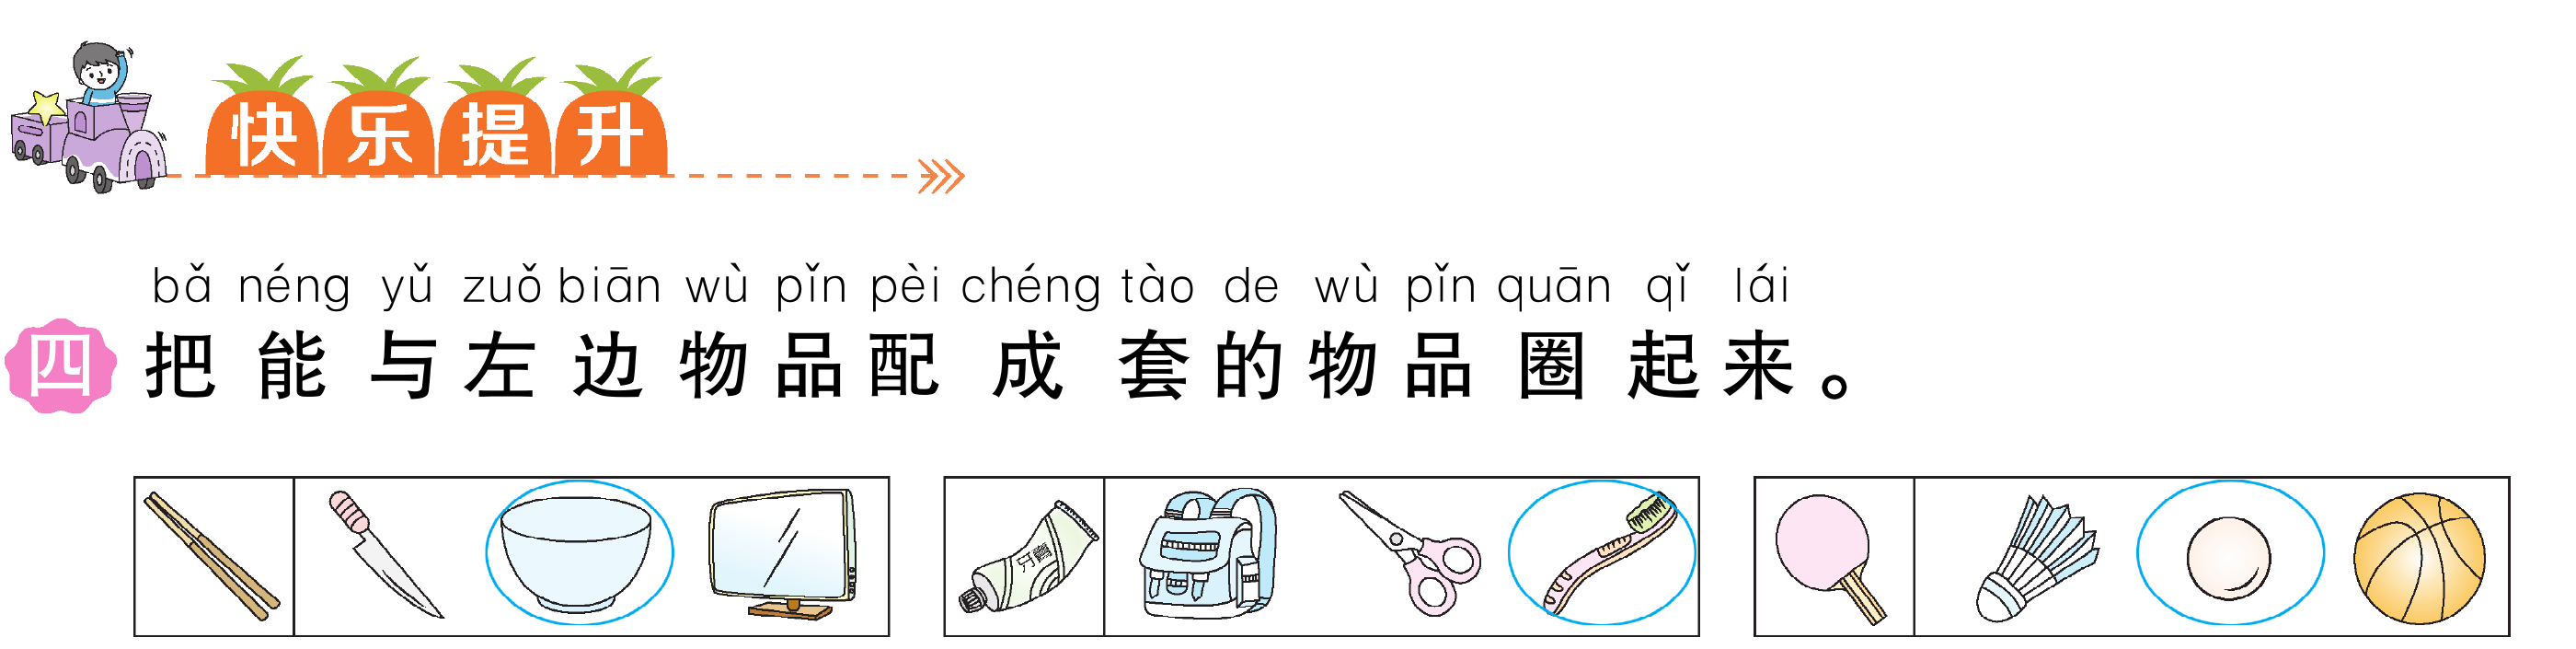 快乐提升
bǎ néng yǔ zuǒ biān wù pǐn pèi chéng tào de wù pǐn quān qǐ lái
四 把能与左边物品配成套的物品圈起来。
牙膏